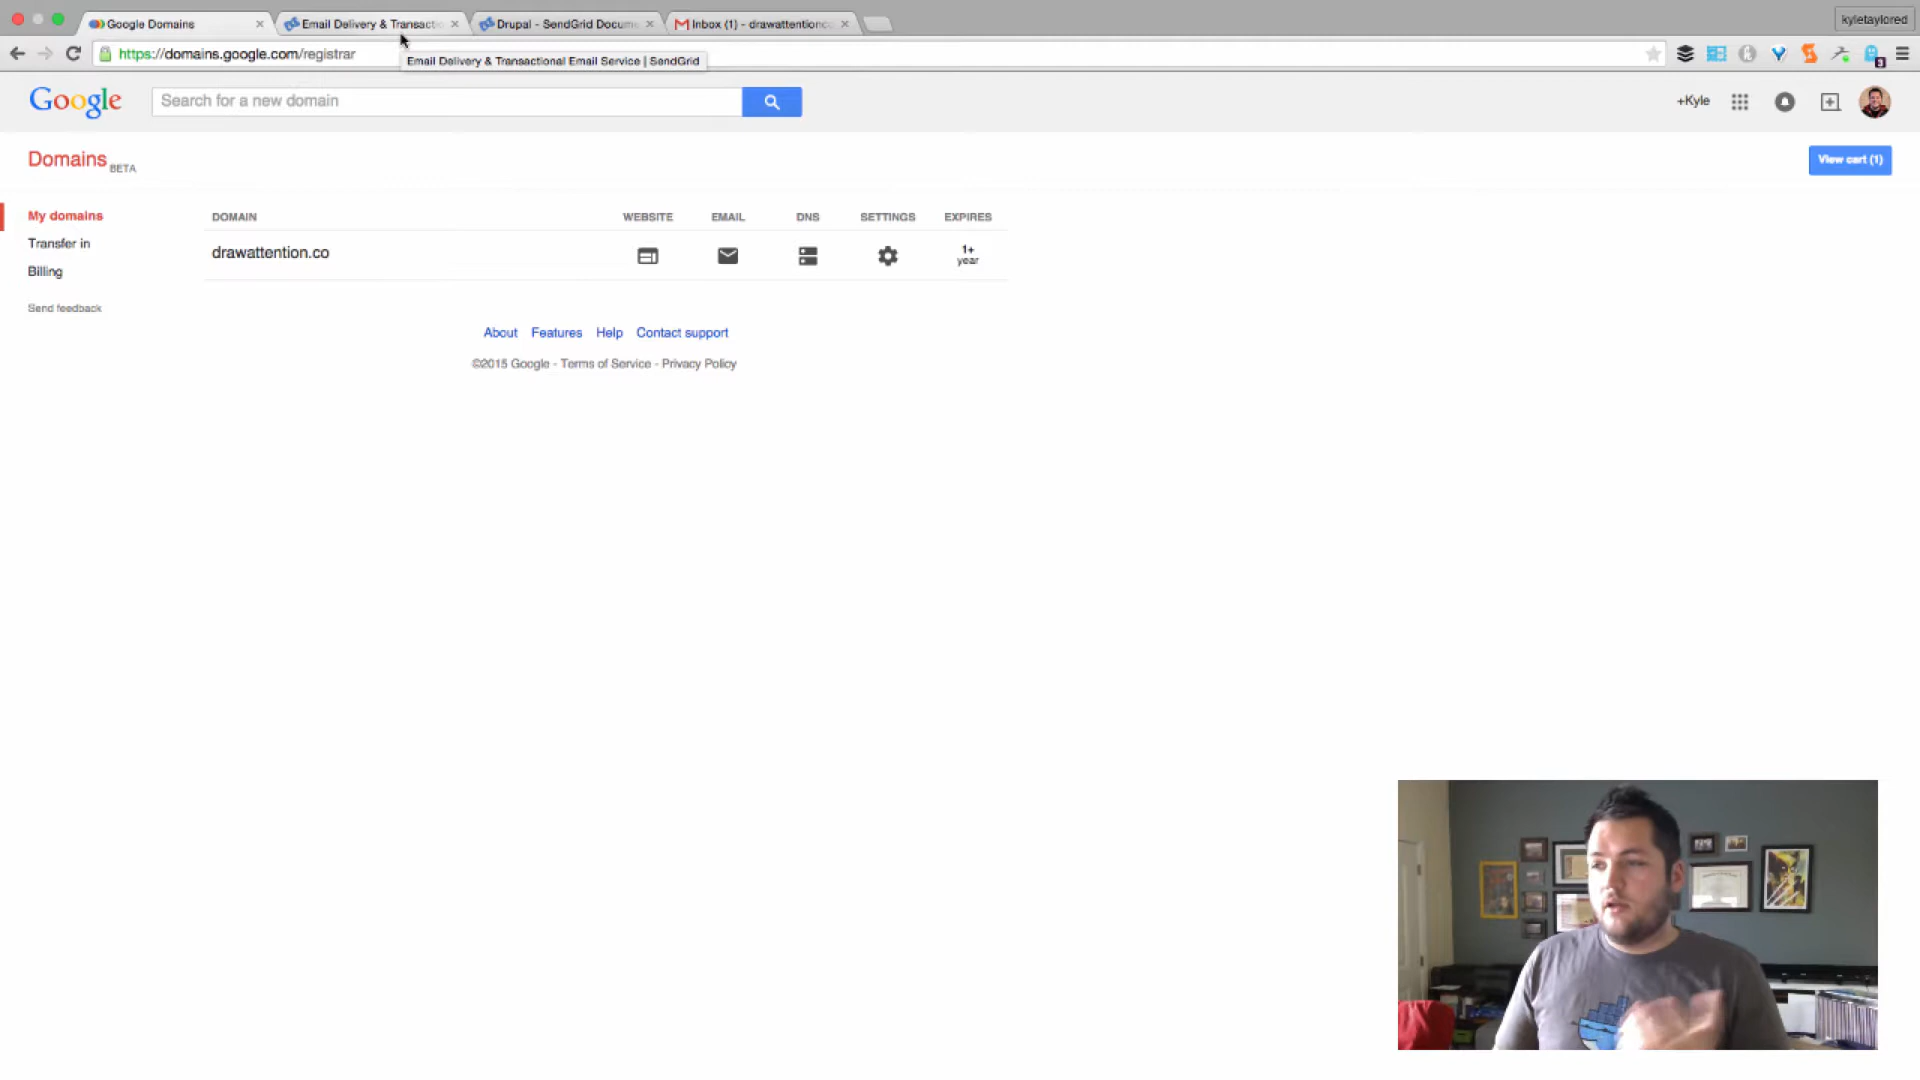 Google Domains
Email Delivery & Transactio
Drupal - SendGrid Docum
Inbox (1) - drawattentionc
kyletaylored
https://domains.google.com/registrar
Email Delivery & Transactional Email Service | SendGrid
3
Google
Search for a new domain
+Kyle
Domains BETA
View cart (1)
My domains
Transfer in
Billing
Send feedback
DOMAIN WEBSITE EMAIL DNS SETTINGS EXPIRES
drawattention.co 1+ year
About Features Help Contact support
©2015 Google - Terms of Service - Privacy Policy